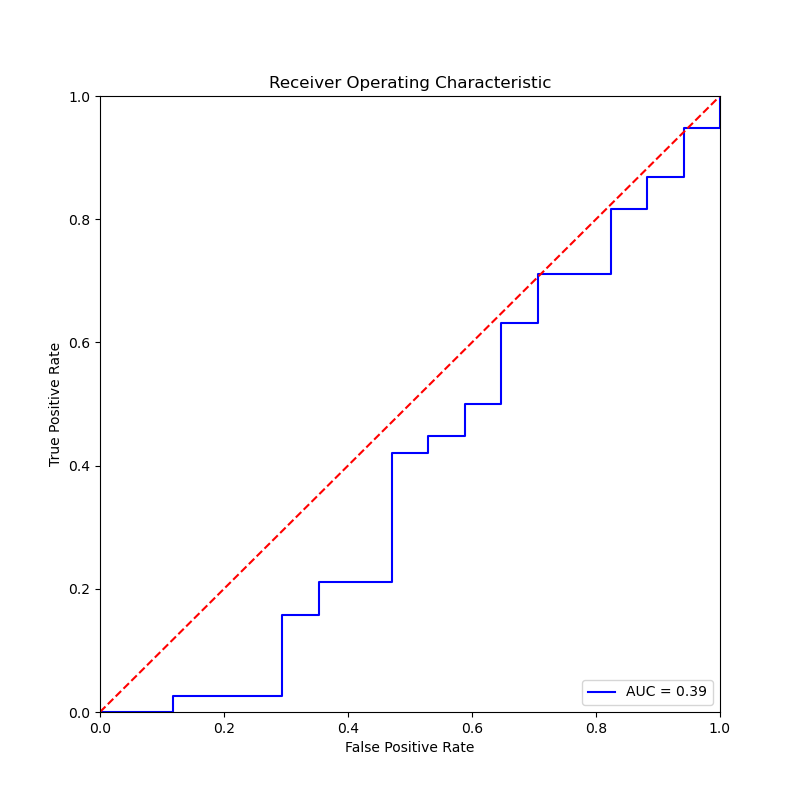 Receiver Operating Characteristic
1.0
0.8
0.6
0.4
0.2
0.0
True Positive Rate
AUC = 0.39
0.0 0.2 0.4 0.6 0.8 1.0
False Positive Rate